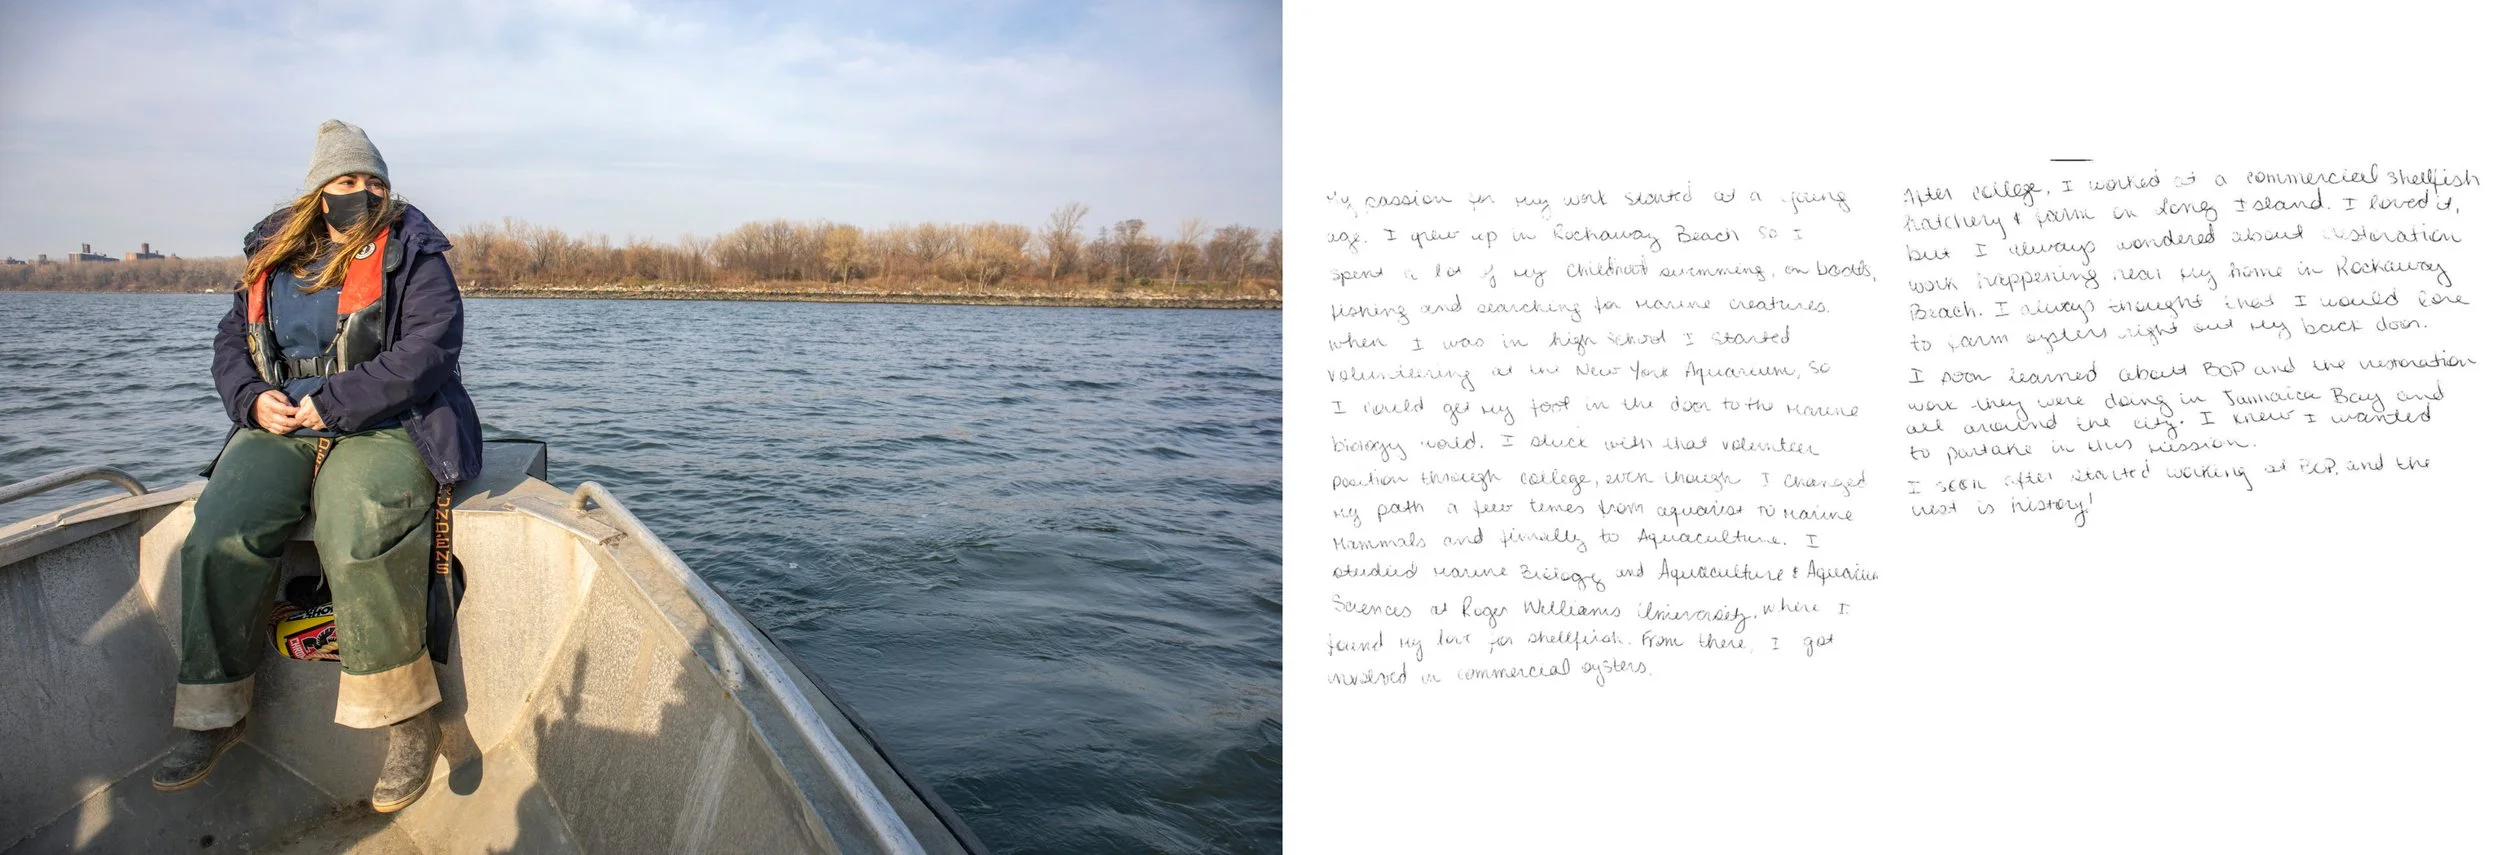 GRUNDÉNS
My passion for my work started at a young
age. I grew up in Rockaway Beach so I
spent a lot of my childhood swimming, on boats,
fishing and searching for marine creatures.
when I was in high school I started
volunteering at the New York Aquarium, so
I could get my foot in the door to the marine
biology world. I stuck with that volunteer
position through college, even though I changed
my path a few times from aquarist to marine
mammals and finally to Aquaculture. I
studied marine Biology and Aquaculture & Aquarium
Sciences at Roger Williams University, where I
found my love for shellfish. From there, I got
involved in commercial oysters.
After college, I worked at a commercial shellfish
hatchery & farm on Long Island. I loved it,
but I always wondered about restoration
work happening near my home in Rockaway
Beach. I always thought that I would love
to farm oysters right out my back door.
I soon learned about BOP and the restoration
work they were doing in Jamaica Bay and
all around the city. I knew I wanted
to partake in this mission.
I soon after started working at BOP, and the
rest is history!